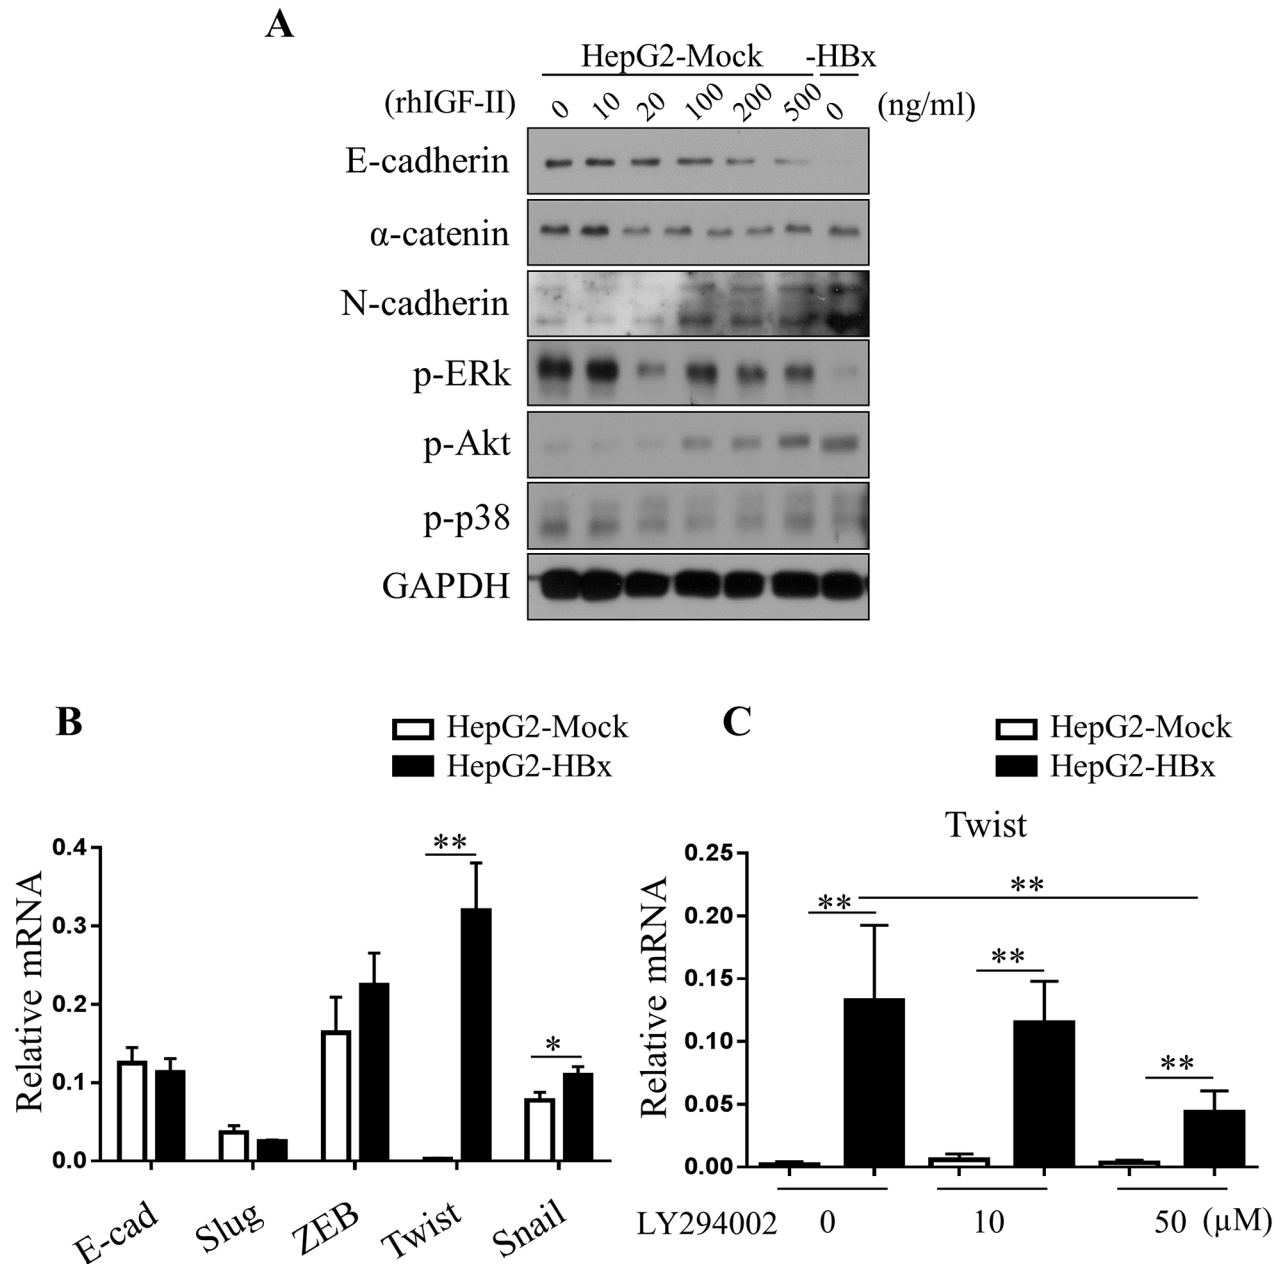 A
HepG2-Mock -HBx
(rhIGF-II) 0 10 20 100 200 500 0 (ng/ml)
E-cadherin
α-catenin
N-cadherin
p-ERk
p-Akt
p-p38
GAPDH
B
HepG2-Mock
HepG2-HBx
Relative mRNA
0.4
0.3
0.2
0.1
0.0
**
*
E-cad Slug ZEB Twist Snail
C
HepG2-Mock
HepG2-HBx
Twist
Relative mRNA
0.25
0.20
0.15
0.10
0.05
0.00
**
**
**
**
LY294002 0 10 50 (μM)